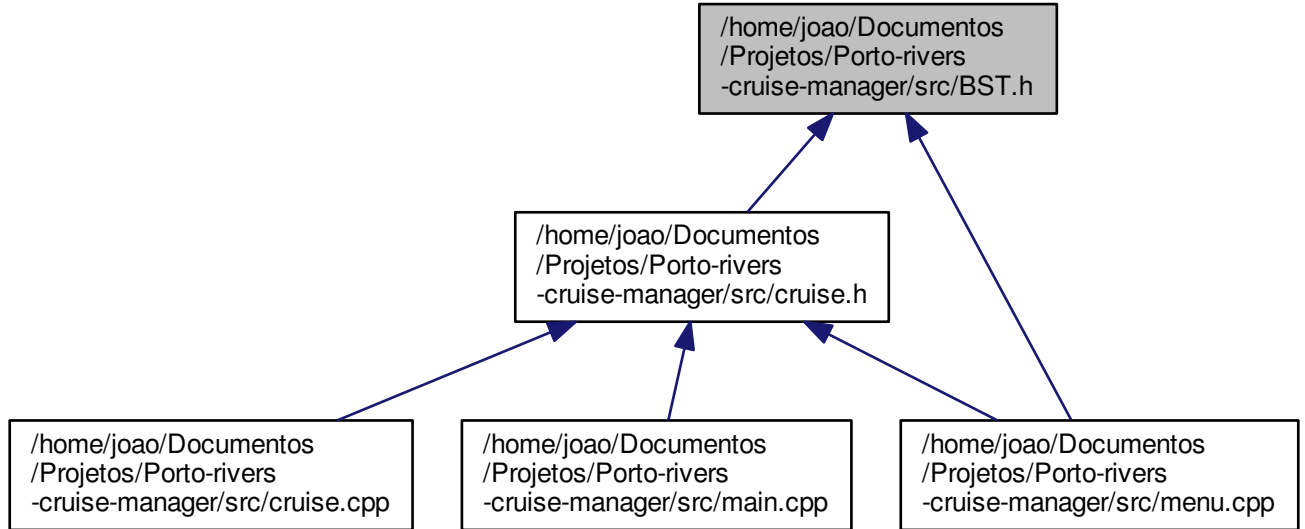 /home/joao/Documentos
/Projetos/Porto-rivers
-cruise-manager/src/BST.h
/home/joao/Documentos
/Projetos/Porto-rivers
-cruise-manager/src/cruise.h
/home/joao/Documentos
/Projetos/Porto-rivers
-cruise-manager/src/cruise.cpp
/home/joao/Documentos
/Projetos/Porto-rivers
-cruise-manager/src/main.cpp
/home/joao/Documentos
/Projetos/Porto-rivers
-cruise-manager/src/menu.cpp